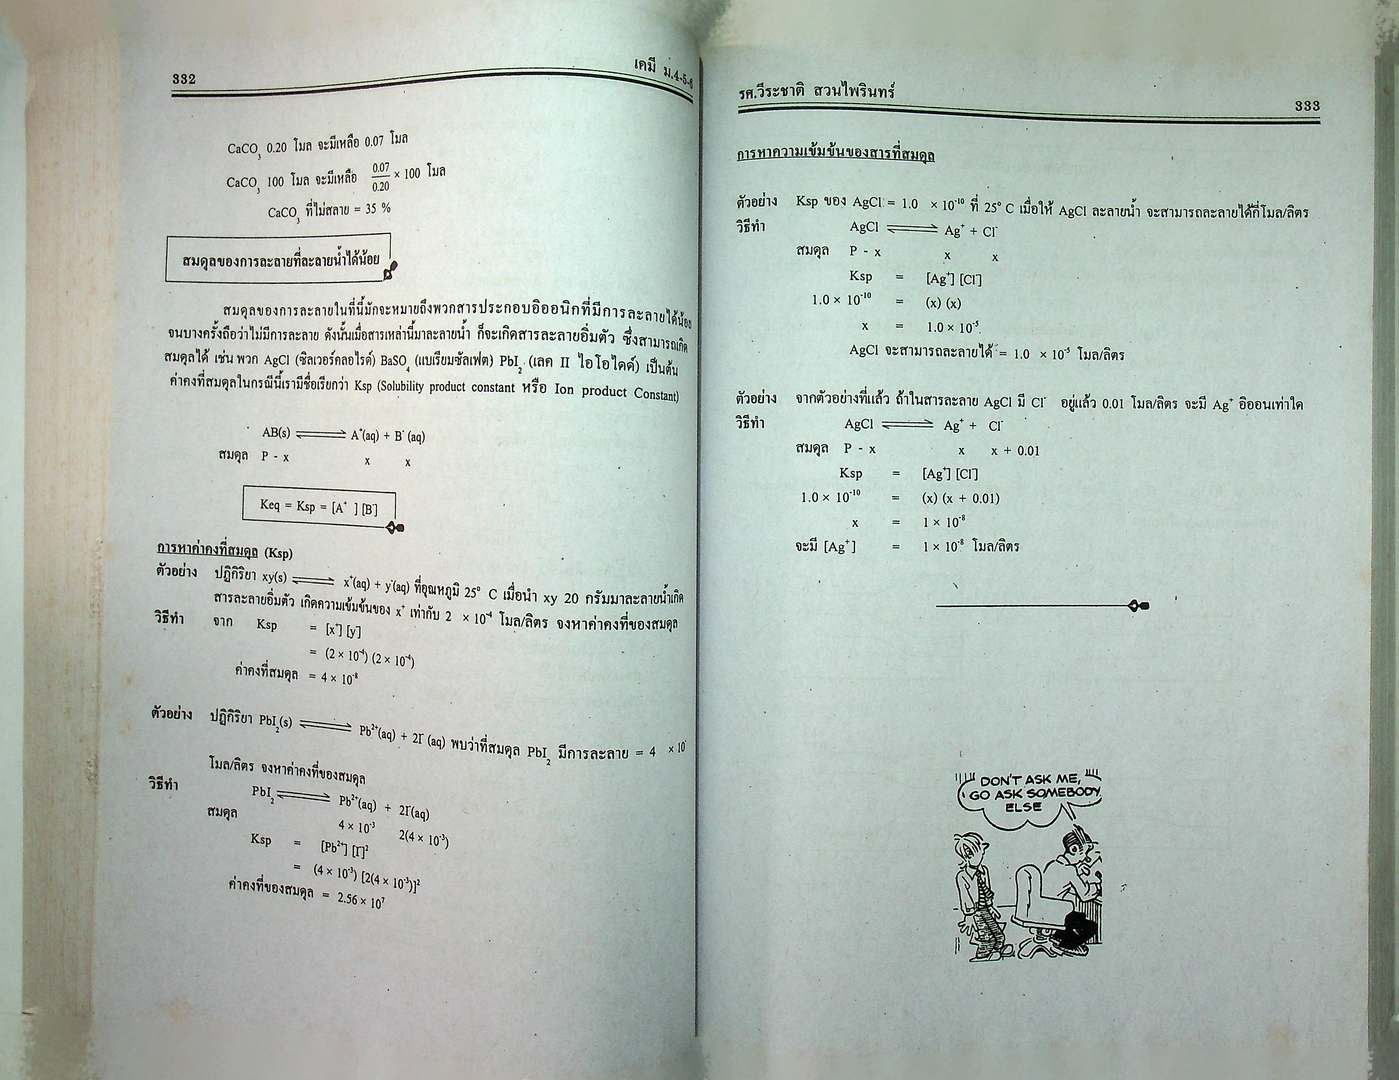 332
เคมี ม.4-5-6
CaCO₃ 0.20 โมล จะมีเหลือ 0.07 โมล
CaCO₃ 100 โมล จะมีเหลือ 0.07/0.20 × 100 โมล
CaCO₃ ที่ไม่สลาย = 35 %
สมดุลของการละลายที่ละลายน้ำได้น้อย
สมดุลของการละลายในที่นี้มักจะหมายถึงพวกสารประกอบอิออนิกที่มีการละลายได้น้อย
จนบางครั้งถือว่าไม่มีการละลาย ดังนั้นเมื่อสารเหล่านี้มาละลายน้ำ ก็จะเกิดสารละลายอิ่มตัว ซึ่งสามารถเกิด
สมดุลได้ เช่น พวก AgCl (ซิลเวอร์คลอไรด์) BaSO₄ (แบเรียมซัลเฟต) PbI₂ (เลค II ไอโอไดด์) เป็นต้น
ค่าคงที่สมดุลในกรณีนี้เรามีชื่อเรียกว่า Ksp (Solubility product constant หรือ Ion product Constant)
AB(s) ⇌ A⁺(aq) + B⁻ (aq)
สมดุล P - x x x
Keq = Ksp = [A⁺ ] [B⁻]
การหาค่าคงที่สมดุล (Ksp)
ตัวอย่าง ปฏิกิริยา xy(s) ⇌ x⁺(aq) + y⁻(aq) ที่อุณหภูมิ 25° C เมื่อนำ xy 20 กรัมมาละลายน้ำเกิด
สารละลายอิ่มตัว เกิดความเข้มข้นของ x⁺ เท่ากับ 2 × 10⁻⁴ โมล/ลิตร จงหาค่าคงที่ของสมดุล
วิธีทำ จาก Ksp = [x⁺] [y⁻]
= (2 × 10⁻⁴) (2 × 10⁻⁴)
ค่าคงที่สมดุล = 4 × 10⁻⁸
ตัวอย่าง ปฏิกิริยา PbI₂(s) ⇌ Pb²⁺(aq) + 2I⁻ (aq) พบว่าที่สมดุล PbI₂ มีการละลาย = 4 × 10
โมล/ลิตร จงหาค่าคงที่ของสมดุล
วิธีทำ PbI₂ ⇌ Pb²⁺(aq) + 2I⁻(aq)
สมดุล 4 × 10⁻³ 2(4 × 10⁻³)
Ksp = [Pb²⁺] [I⁻]²
= (4 × 10⁻³) [2(4 × 10⁻³)]²
ค่าคงที่ของสมดุล = 2.56 × 10⁷
รศ.วีระชาติ สวนไพรินทร์
333
การหาความเข้มข้นของสารที่สมดุล
ตัวอย่าง Ksp ของ AgCl = 1.0 × 10⁻¹⁰ ที่ 25° C เมื่อให้ AgCl ละลายน้ำ จะสามารถละลายได้กี่โมล/ลิตร
วิธีทำ AgCl ⇌ Ag⁺ + Cl⁻
สมดุล P - x x x
Ksp = [Ag⁺] [Cl⁻]
1.0 × 10⁻¹⁰ = (x) (x)
x = 1.0 × 10⁻⁵
AgCl จะสามารถละลายได้ = 1.0 × 10⁻⁵ โมล/ลิตร
ตัวอย่าง จากตัวอย่างที่แล้ว ถ้าในสารละลาย AgCl มี Cl⁻ อยู่แล้ว 0.01 โมล/ลิตร จะมี Ag⁺ อิออนเท่าใด
วิธีทำ AgCl ⇌ Ag⁺ + Cl⁻
สมดุล P - x x x + 0.01
Ksp = [Ag⁺] [Cl⁻]
1.0 × 10⁻¹⁰ = (x) (x + 0.01)
x = 1 × 10⁻⁸
จะมี [Ag⁺] = 1 × 10⁻⁸ โมล/ลิตร
DON'T ASK ME,
GO ASK SOMEBODY
ELSE